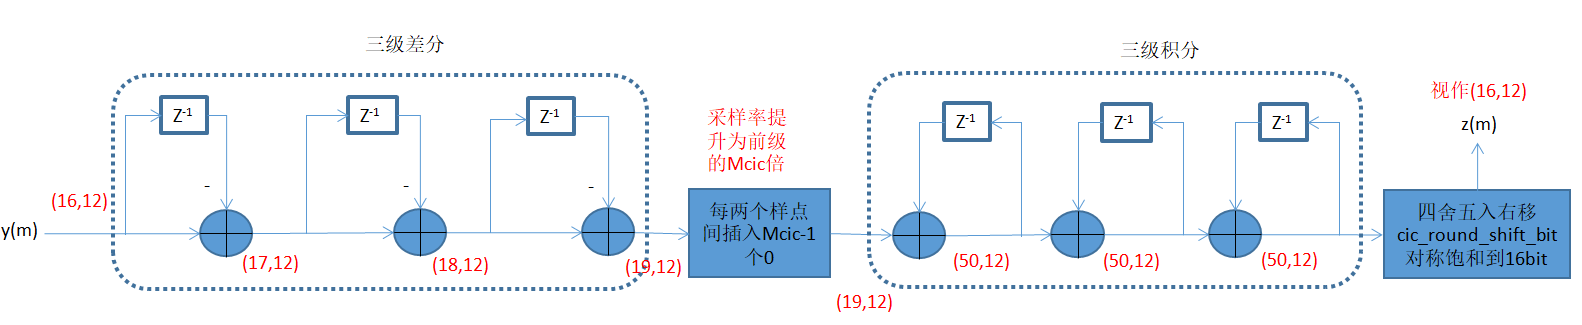 三级差分
三级积分
Z-1
Z-1
Z-1
采样率提
升为前级
的Mcic倍
Z-1
Z-1
Z-1
视作(16,12)
z(m)
(16,12)
-
-
-
y(m)
每两个样点
间插入Mcic-1
个0
四舍五入右移
cic_round_shift_bit
对称饱和到16bit
(17,12)
(18,12)
(19,12)
(19,12)
(50,12)
(50,12)
(50,12)